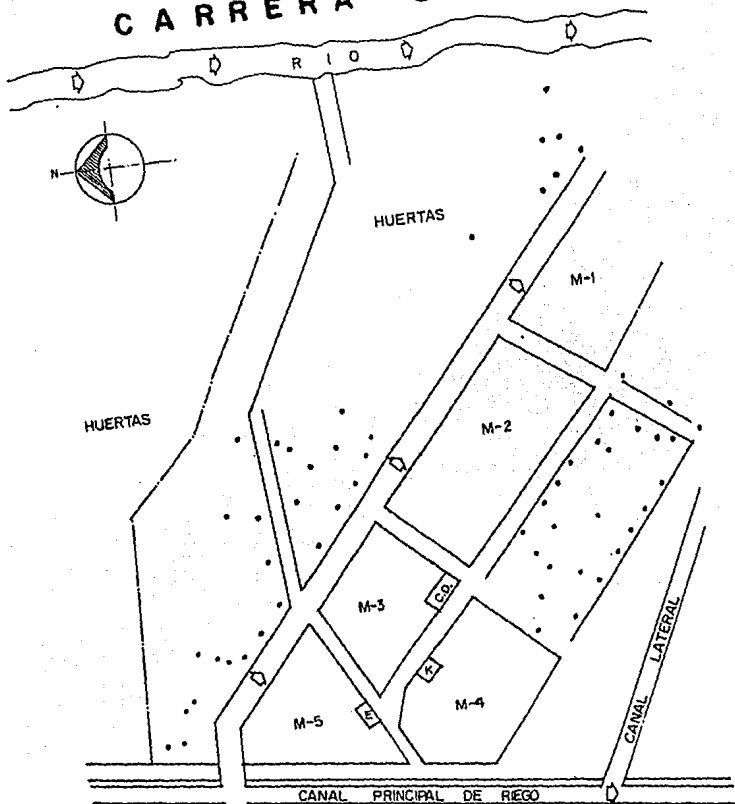 CARRERA
RIO
N
HUERTAS
M-1
HUERTAS
M-2
C.D.
M-3
K
M-4
E
M-5
CANAL LATERAL
CANAL PRINCIPAL DE RIEGO